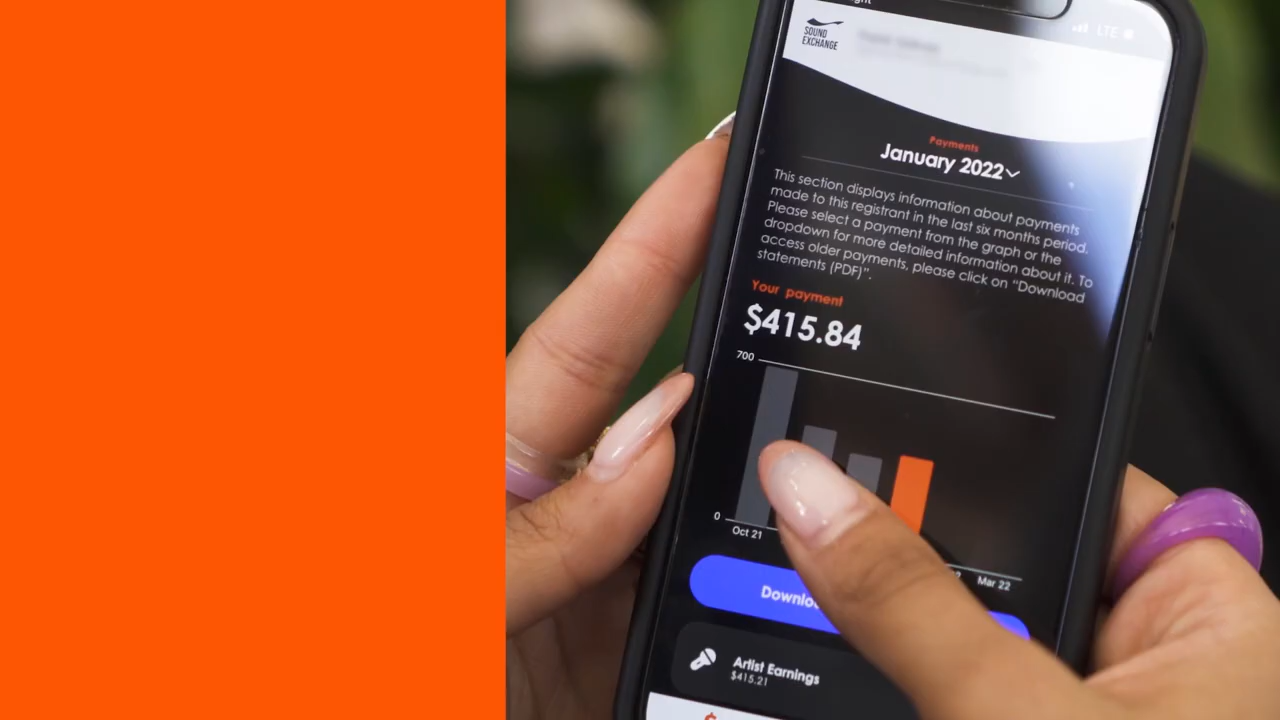 SOUND
EXCHANGE
LTE
Payments
January 2022
This section displays information about payments
made to this registrant in the last six months period.
Please select a payment from the graph or the
dropdown for more detailed information about it. To
access older payments, please click on "Download
statements (PDF)".
Your payment
$415.84
700
0
Oct 21
Mar 22
Artist Earnings
$415.21